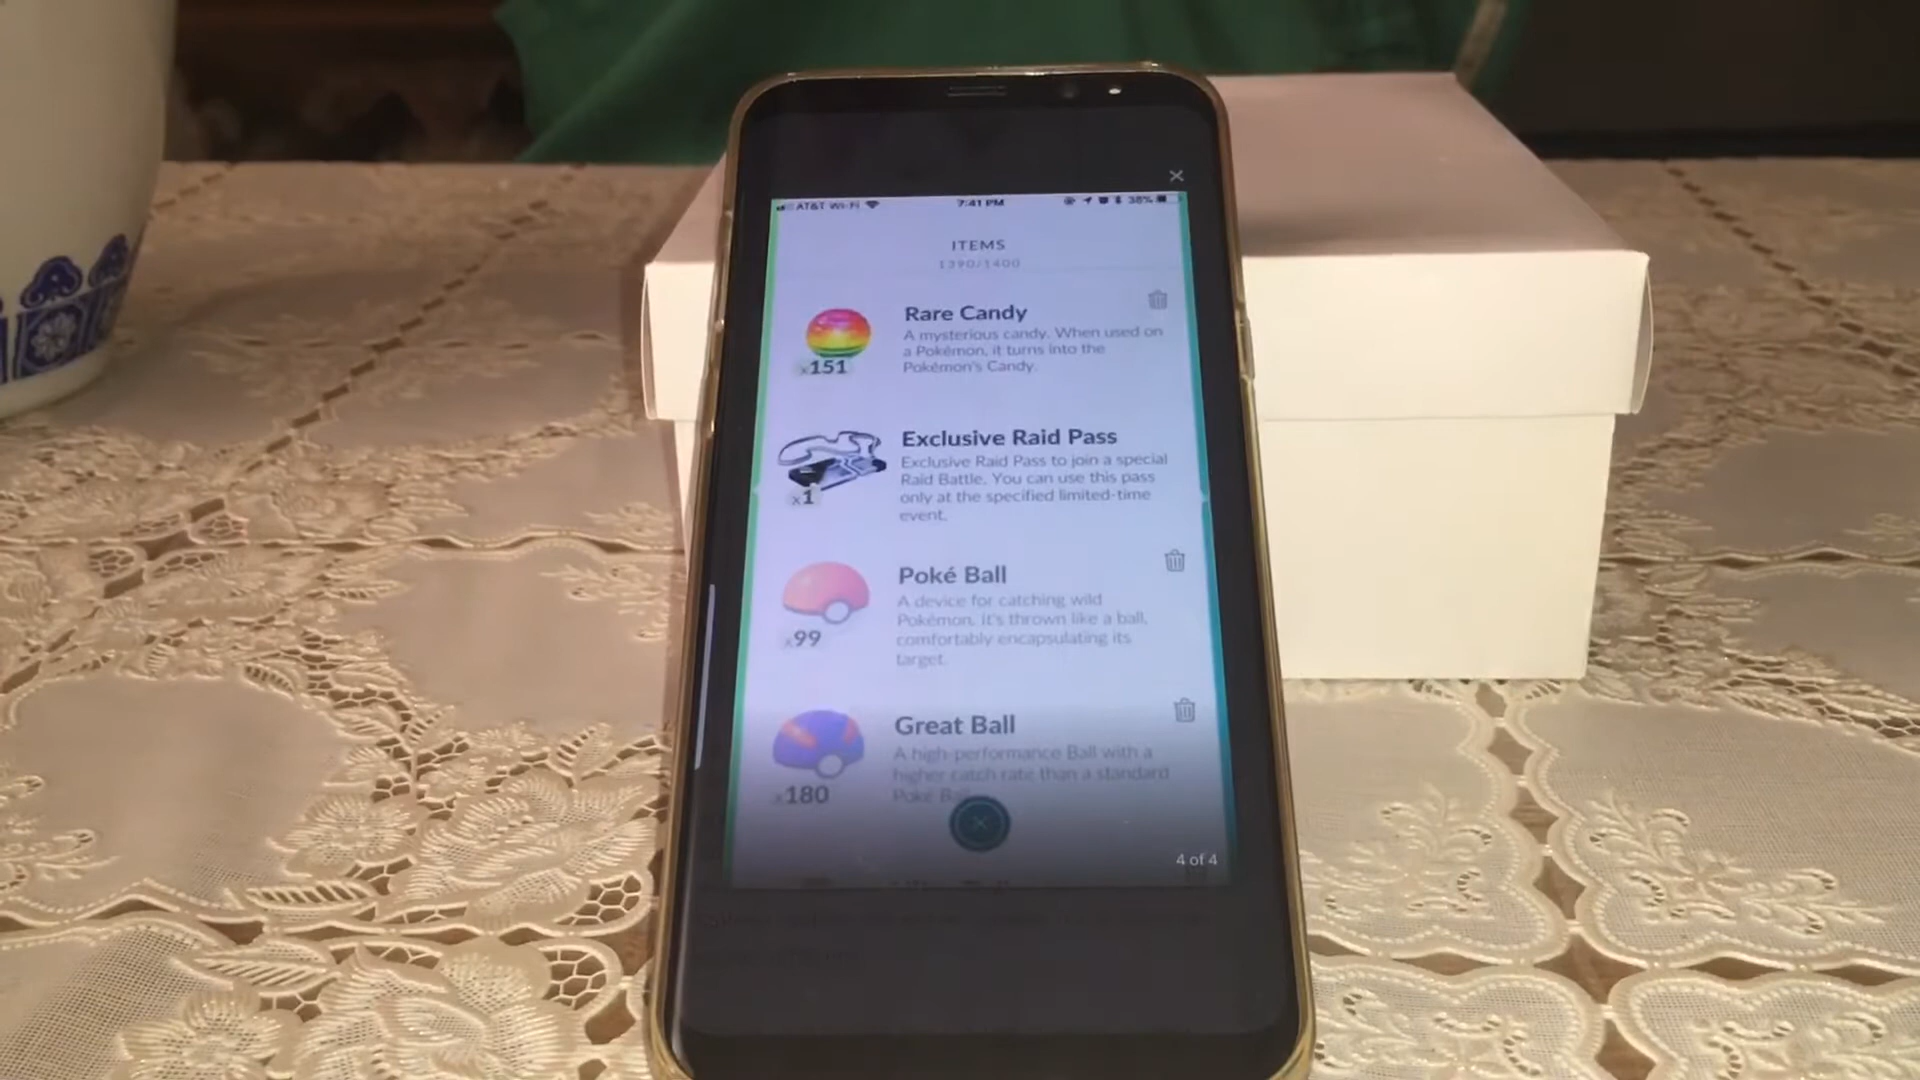 AT&T Wi-Fi 7:41 PM 38%
ITEMS
1390/1400
Rare Candy
A mysterious candy. When used on
a Pokémon, it turns into the
Pokémon's Candy.
x151
Exclusive Raid Pass
Exclusive Raid Pass to join a special
Raid Battle. You can use this pass
only at the specified limited-time
event.
x1
Poké Ball
A device for catching wild
Pokémon. It's thrown like a ball,
comfortably encapsulating its
target.
x99
Great Ball
A high-performance Ball with a
higher catch rate than a standard
Poké Ball.
x180
4 of 4